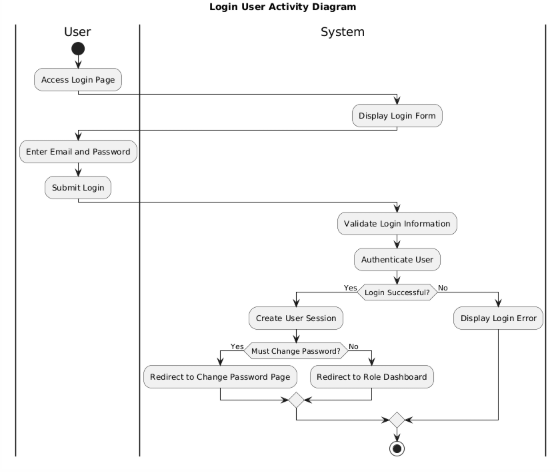 Login User Activity Diagram
User
System
Access Login Page
Display Login Form
Enter Email and Password
Submit Login
Validate Login Information
Authenticate User
Yes
Login Successful?
No
Create User Session
Display Login Error
Yes
Must Change Password?
No
Redirect to Change Password Page
Redirect to Role Dashboard